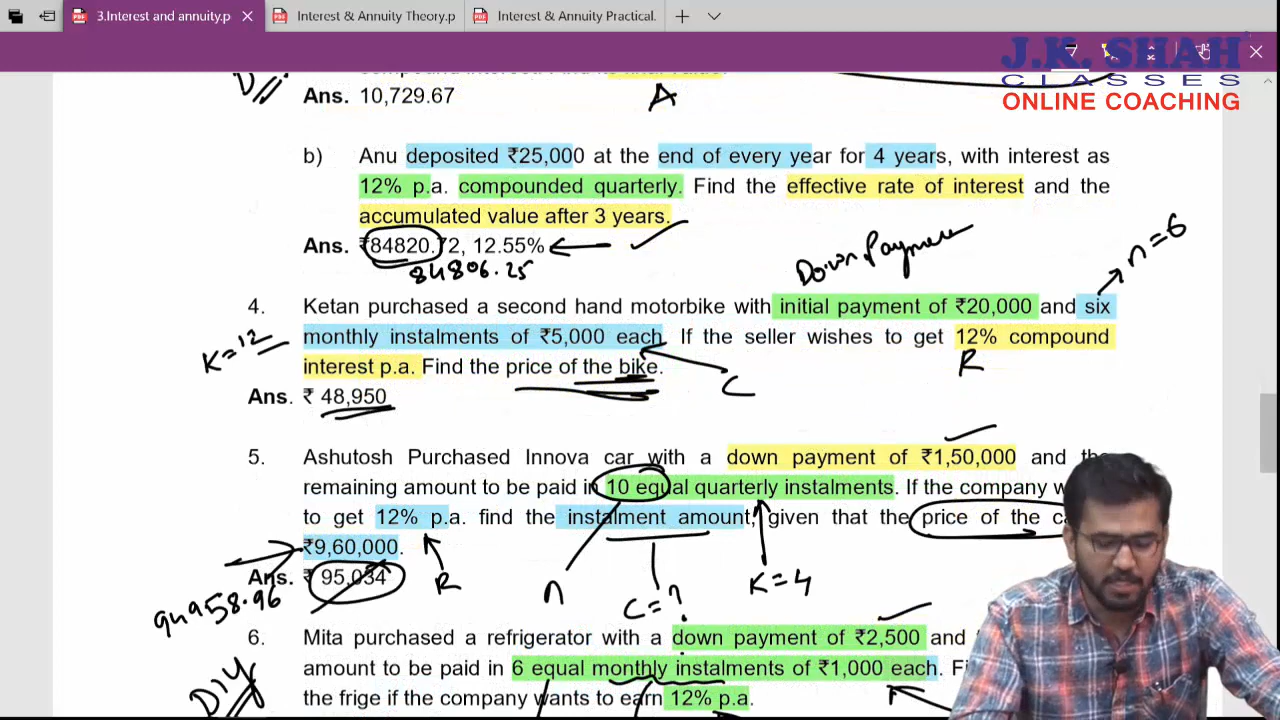 3.Interest and annuity.p
Interest & Annuity Theory.p
Interest & Annuity Practical.
J.K. SHAH
CLASSES
ONLINE COACHING
D//
Ans. 10,729.67
A
b) Anu deposited ₹25,000 at the end of every year for 4 years, with interest as
12% p.a. compounded quarterly. Find the effective rate of interest and the
accumulated value after 3 years.
Ans. ₹84820.72, 12.55%
84806.25
Down Payment
n=6
4. Ketan purchased a second hand motorbike with initial payment of ₹20,000 and six
monthly instalments of ₹5,000 each. If the seller wishes to get 12% compound
K=12
interest p.a. Find the price of the bike.
R
C
Ans. ₹ 48,950
5. Ashutosh Purchased Innova car with a down payment of ₹1,50,000 and the
remaining amount to be paid in 10 equal quarterly instalments. If the company w
to get 12% p.a. find the instalment amount, given that the price of the ca
₹9,60,000.
Ans. ₹ 95,034
94958.96
R
n
C=?
K=4
6. Mita purchased a refrigerator with a down payment of ₹2,500 and
amount to be paid in 6 equal monthly instalments of ₹1,000 each. Fi
the frige if the company wants to earn 12% p.a.
DIY